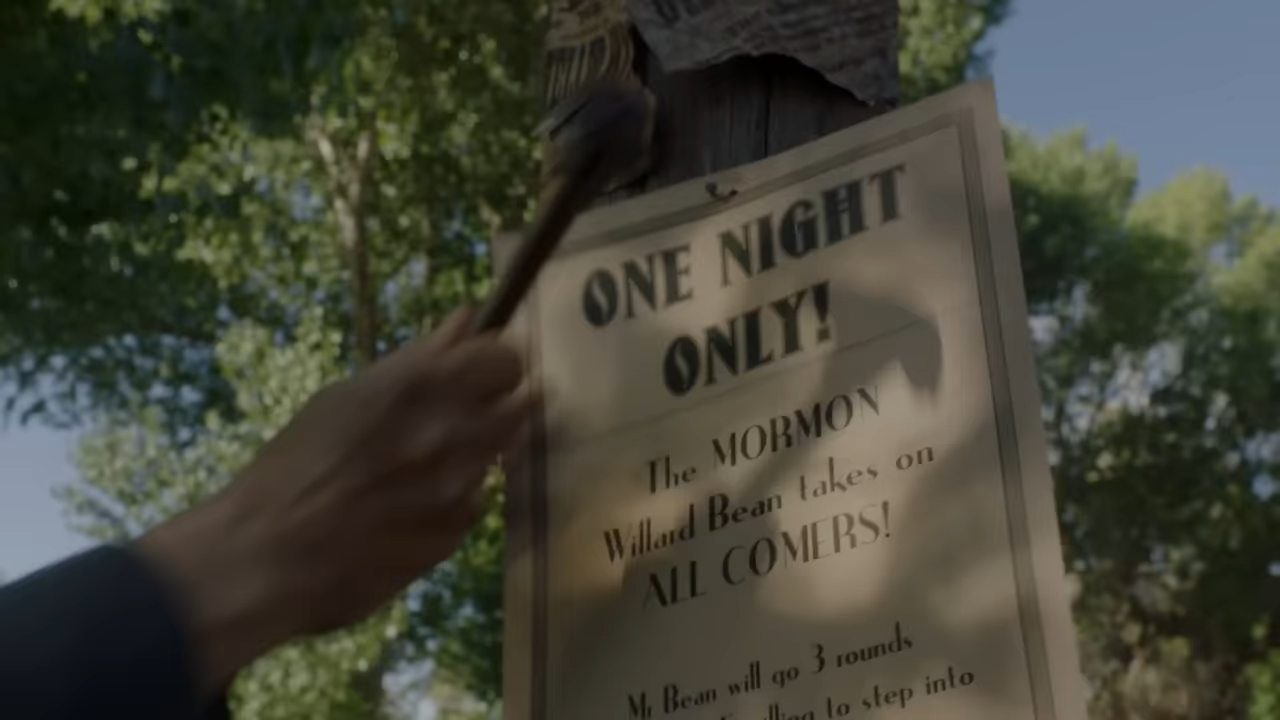 ONE NIGHT
ONLY!
The MORMON
Willard Bean takes on
ALL COMERS!
Mr Bean will go 3 rounds
willing to step into